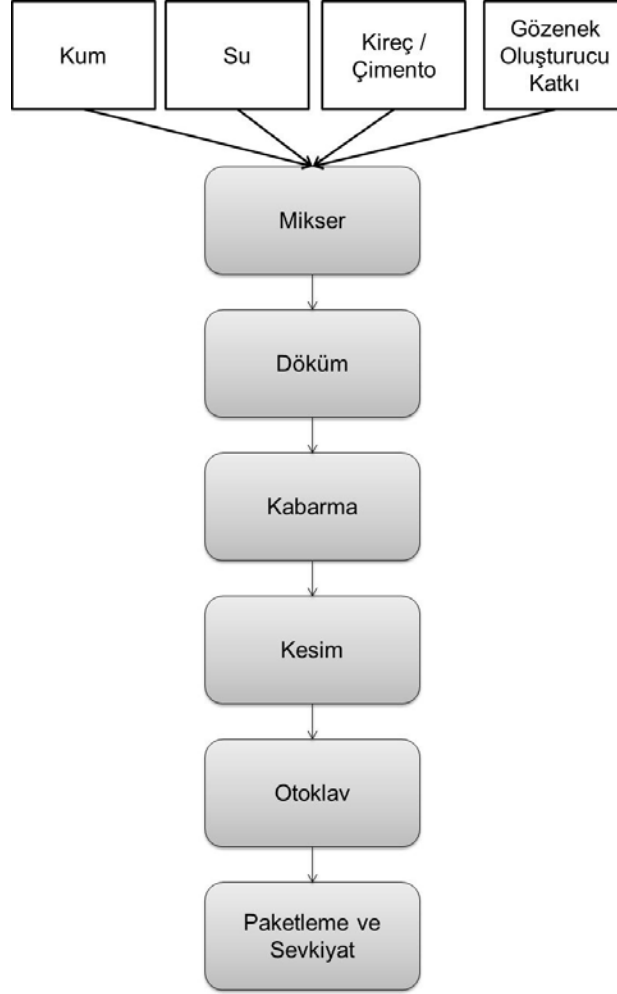 Kum
Su
Kireç /
Çimento
Gözenek
Oluşturucu
Katkı
Mikser
Döküm
Kabarma
Kesim
Otoklav
Paketleme ve
Sevkiyat